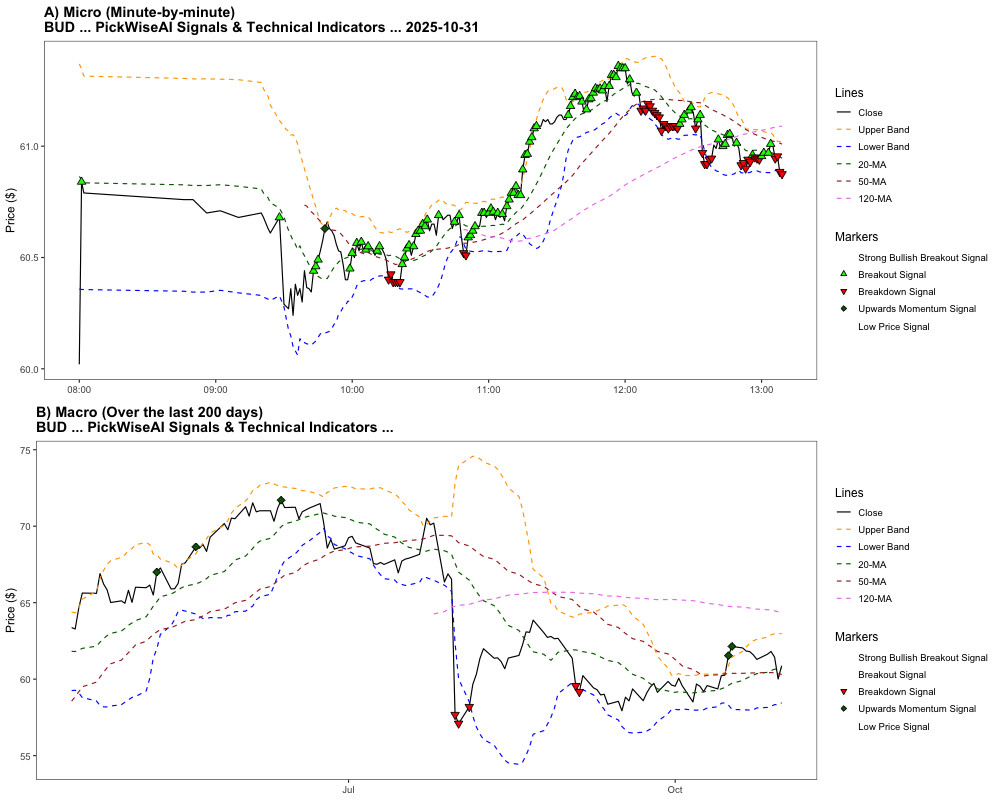 A) Micro (Minute-by-minute)
BUD ... PickWiseAI Signals & Technical Indicators ... 2025-10-31
Price ($)
61.0
60.5
60.0
08:00
09:00
10:00
11:00
12:00
13:00
Lines
Close
Upper Band
Lower Band
20-MA
50-MA
120-MA
Markers
Strong Bullish Breakout Signal
Breakout Signal
Breakdown Signal
Upwards Momentum Signal
Low Price Signal
B) Macro (Over the last 200 days)
BUD ... PickWiseAI Signals & Technical Indicators ...
Price ($)
75
70
65
60
55
Jul
Oct
Lines
Close
Upper Band
Lower Band
20-MA
50-MA
120-MA
Markers
Strong Bullish Breakout Signal
Breakout Signal
Breakdown Signal
Upwards Momentum Signal
Low Price Signal